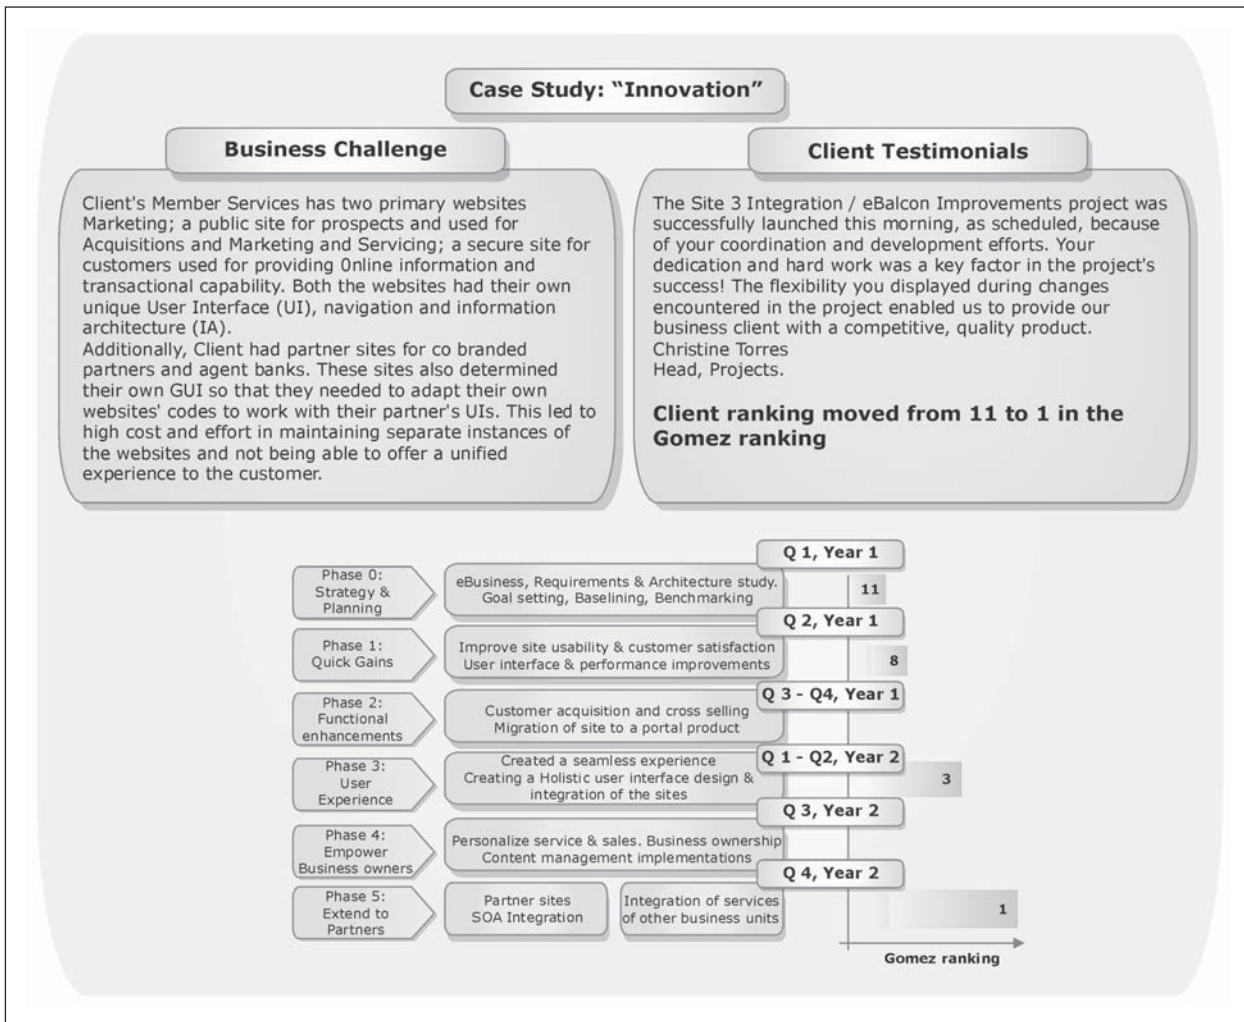 Case Study: “Innovation”
Business Challenge
Client's Member Services has two primary websites
Marketing; a public site for prospects and used for
Acquisitions and Marketing and Servicing; a secure site for
customers used for providing 0nline information and
transactional capability. Both the websites had their own
unique User Interface (UI), navigation and information
architecture (IA).
Additionally, Client had partner sites for co branded
partners and agent banks. These sites also determined
their own GUI so that they needed to adapt their own
websites' codes to work with their partner's UIs. This led to
high cost and effort in maintaining separate instances of
the websites and not being able to offer a unified
experience to the customer.
Client Testimonials
The Site 3 Integration / eBalcon Improvements project was
successfully launched this morning, as scheduled, because
of your coordination and development efforts. Your
dedication and hard work was a key factor in the project's
success! The flexibility you displayed during changes
encountered in the project enabled us to provide our
business client with a competitive, quality product.
Christine Torres
Head, Projects.
Client ranking moved from 11 to 1 in the
Gomez ranking
Q 1, Year 1
Phase 0:
Strategy &
Planning
eBusiness, Requirements & Architecture study.
Goal setting, Baselining, Benchmarking
11
Q 2, Year 1
Phase 1:
Quick Gains
Improve site usability & customer satisfaction
User interface & performance improvements
8
Q 3 - Q4, Year 1
Phase 2:
Functional
enhancements
Customer acquisition and cross selling
Migration of site to a portal product
Q 1 - Q2, Year 2
Phase 3:
User
Experience
Created a seamless experience
Creating a Holistic user interface design &
integration of the sites
3
Q 3, Year 2
Phase 4:
Empower
Business owners
Personalize service & sales. Business ownership
Content management implementations
Q 4, Year 2
Phase 5:
Extend to
Partners
Partner sites
SOA Integration
Integration of services
of other business units
1
Gomez ranking